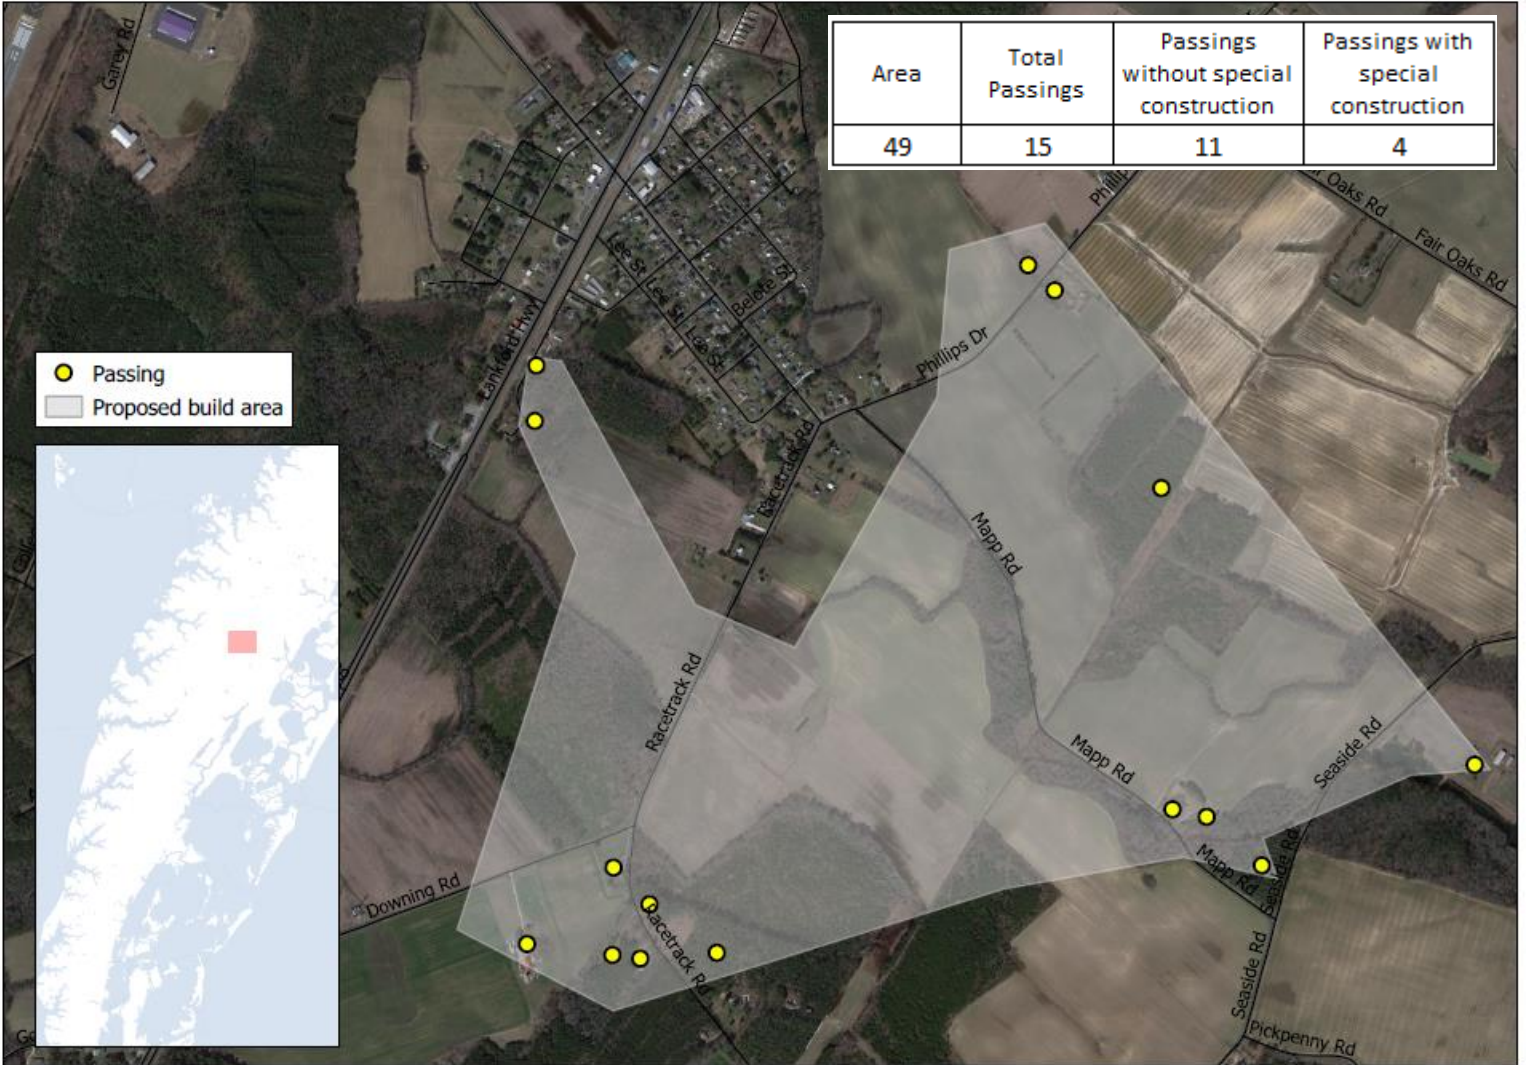 Garey Rd
Area
Total
Passings
Passings
without special
construction
Passings with
special
construction
49
15
11
4
Phillip
Oaks Rd
Fair Oaks Rd
Lee St
Lee St
Lee St
Belote St
Lankford Hwy
Phillips Dr
Passing
Proposed build area
Racetrack Rd
Mapp Rd
Racetrack Rd
Mapp Rd
Seaside Rd
Mapp Rd
Seaside Rd
Downing Rd
Racetrack Rd
Seaside Rd
Pickpenny Rd